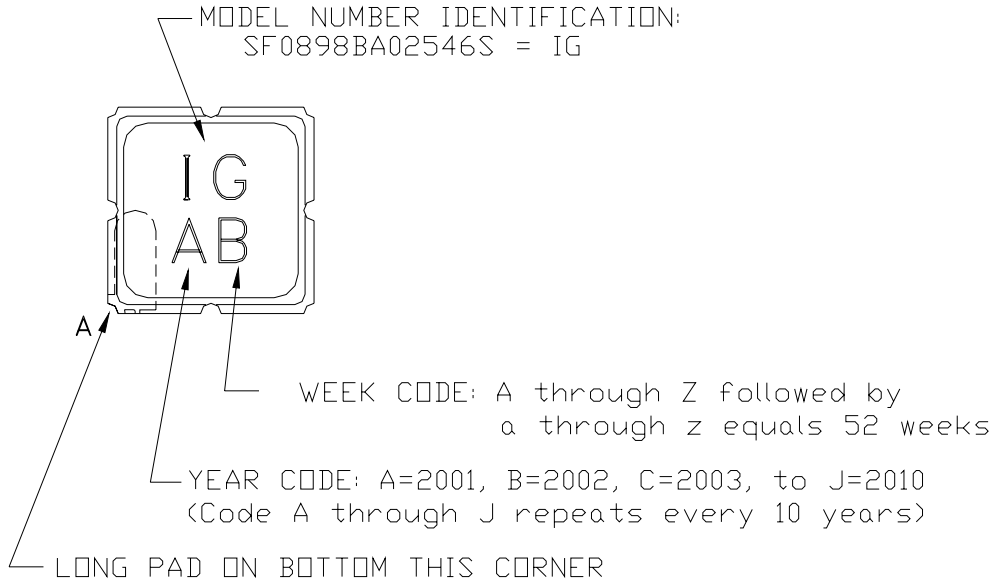 MODEL NUMBER IDENTIFICATION:
SF0898BA02546S = IG
IG
AB
A
WEEK CODE: A through Z followed by
a through z equals 52 weeks
YEAR CODE: A=2001, B=2002, C=2003, to J=2010
(Code A through J repeats every 10 years)
LONG PAD ON BOTTOM THIS CORNER